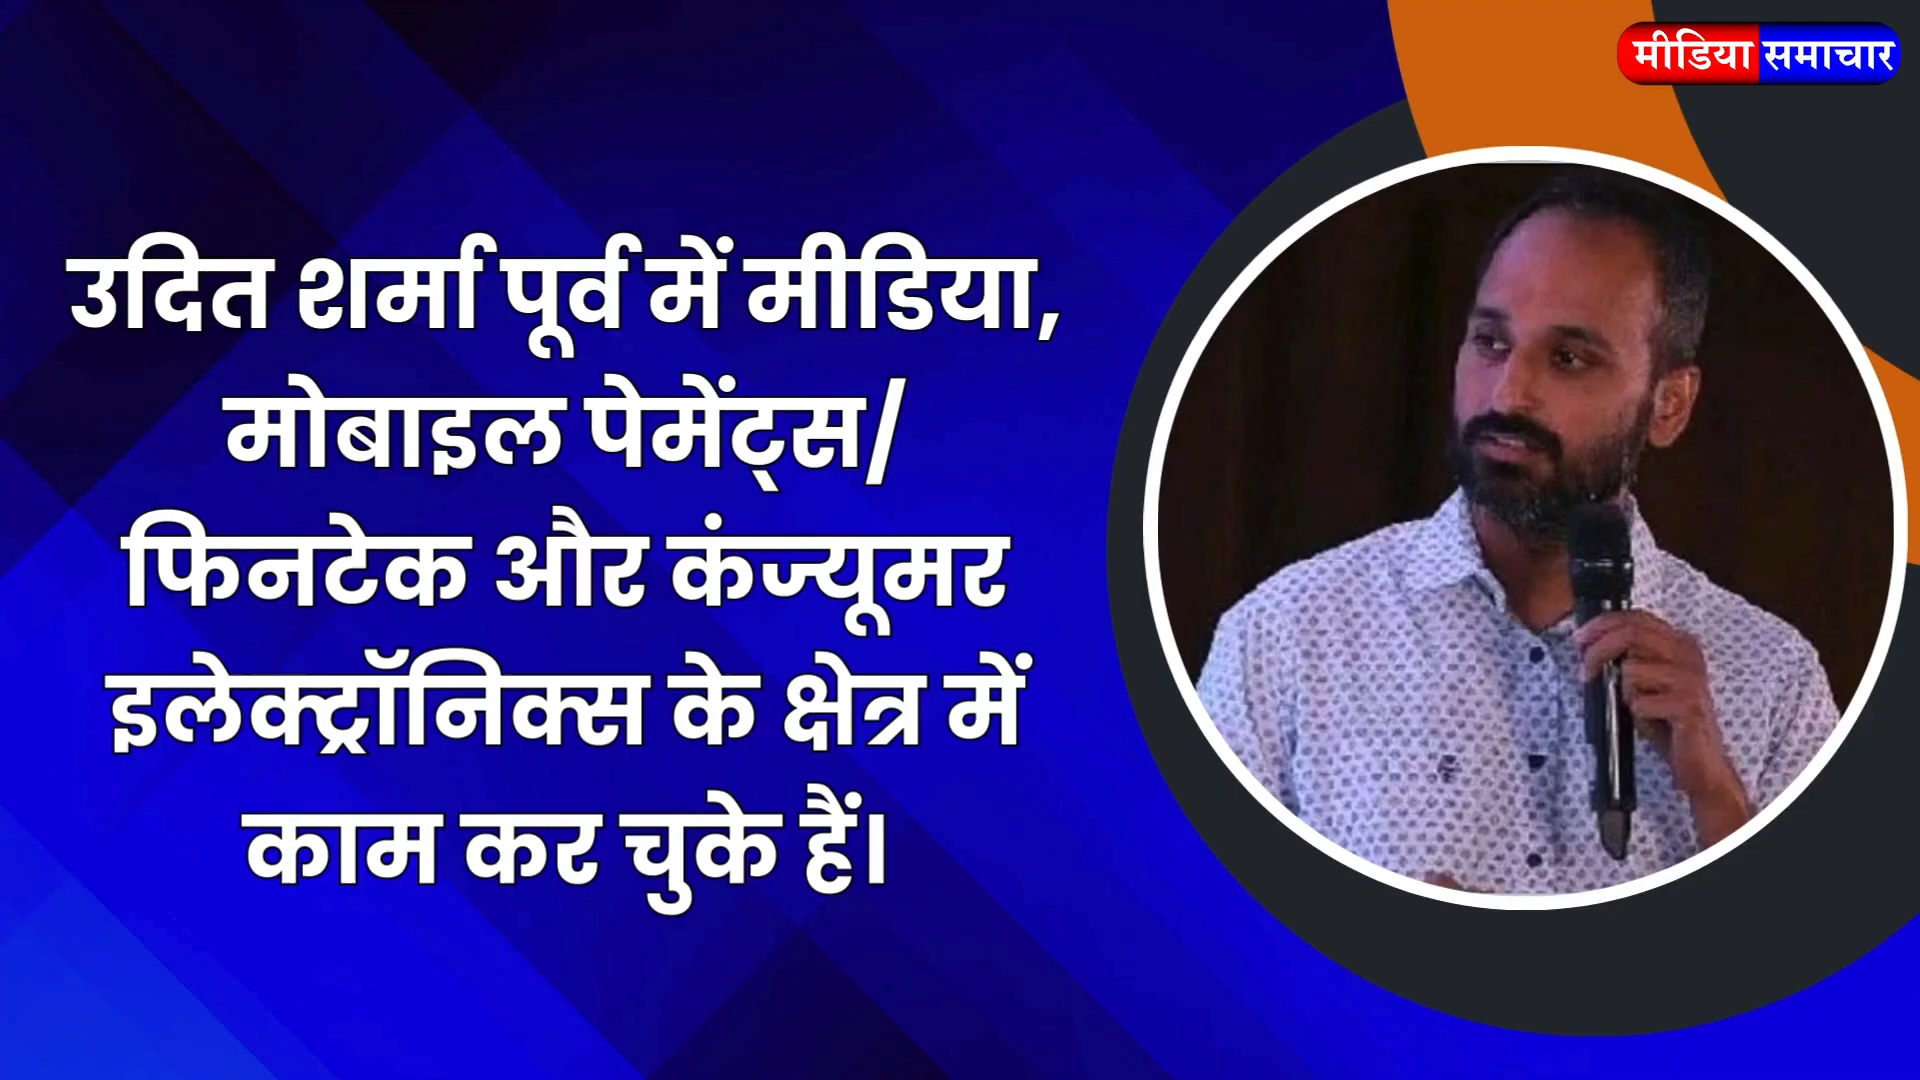 मीडिया समाचार
उदित शर्मा पूर्व में मीडिया,
मोबाइल पेमेंट्स/
फिनटेक और कंज्यूमर
इलेक्ट्रॉनिक्स के क्षेत्र में
काम कर चुके हैं।